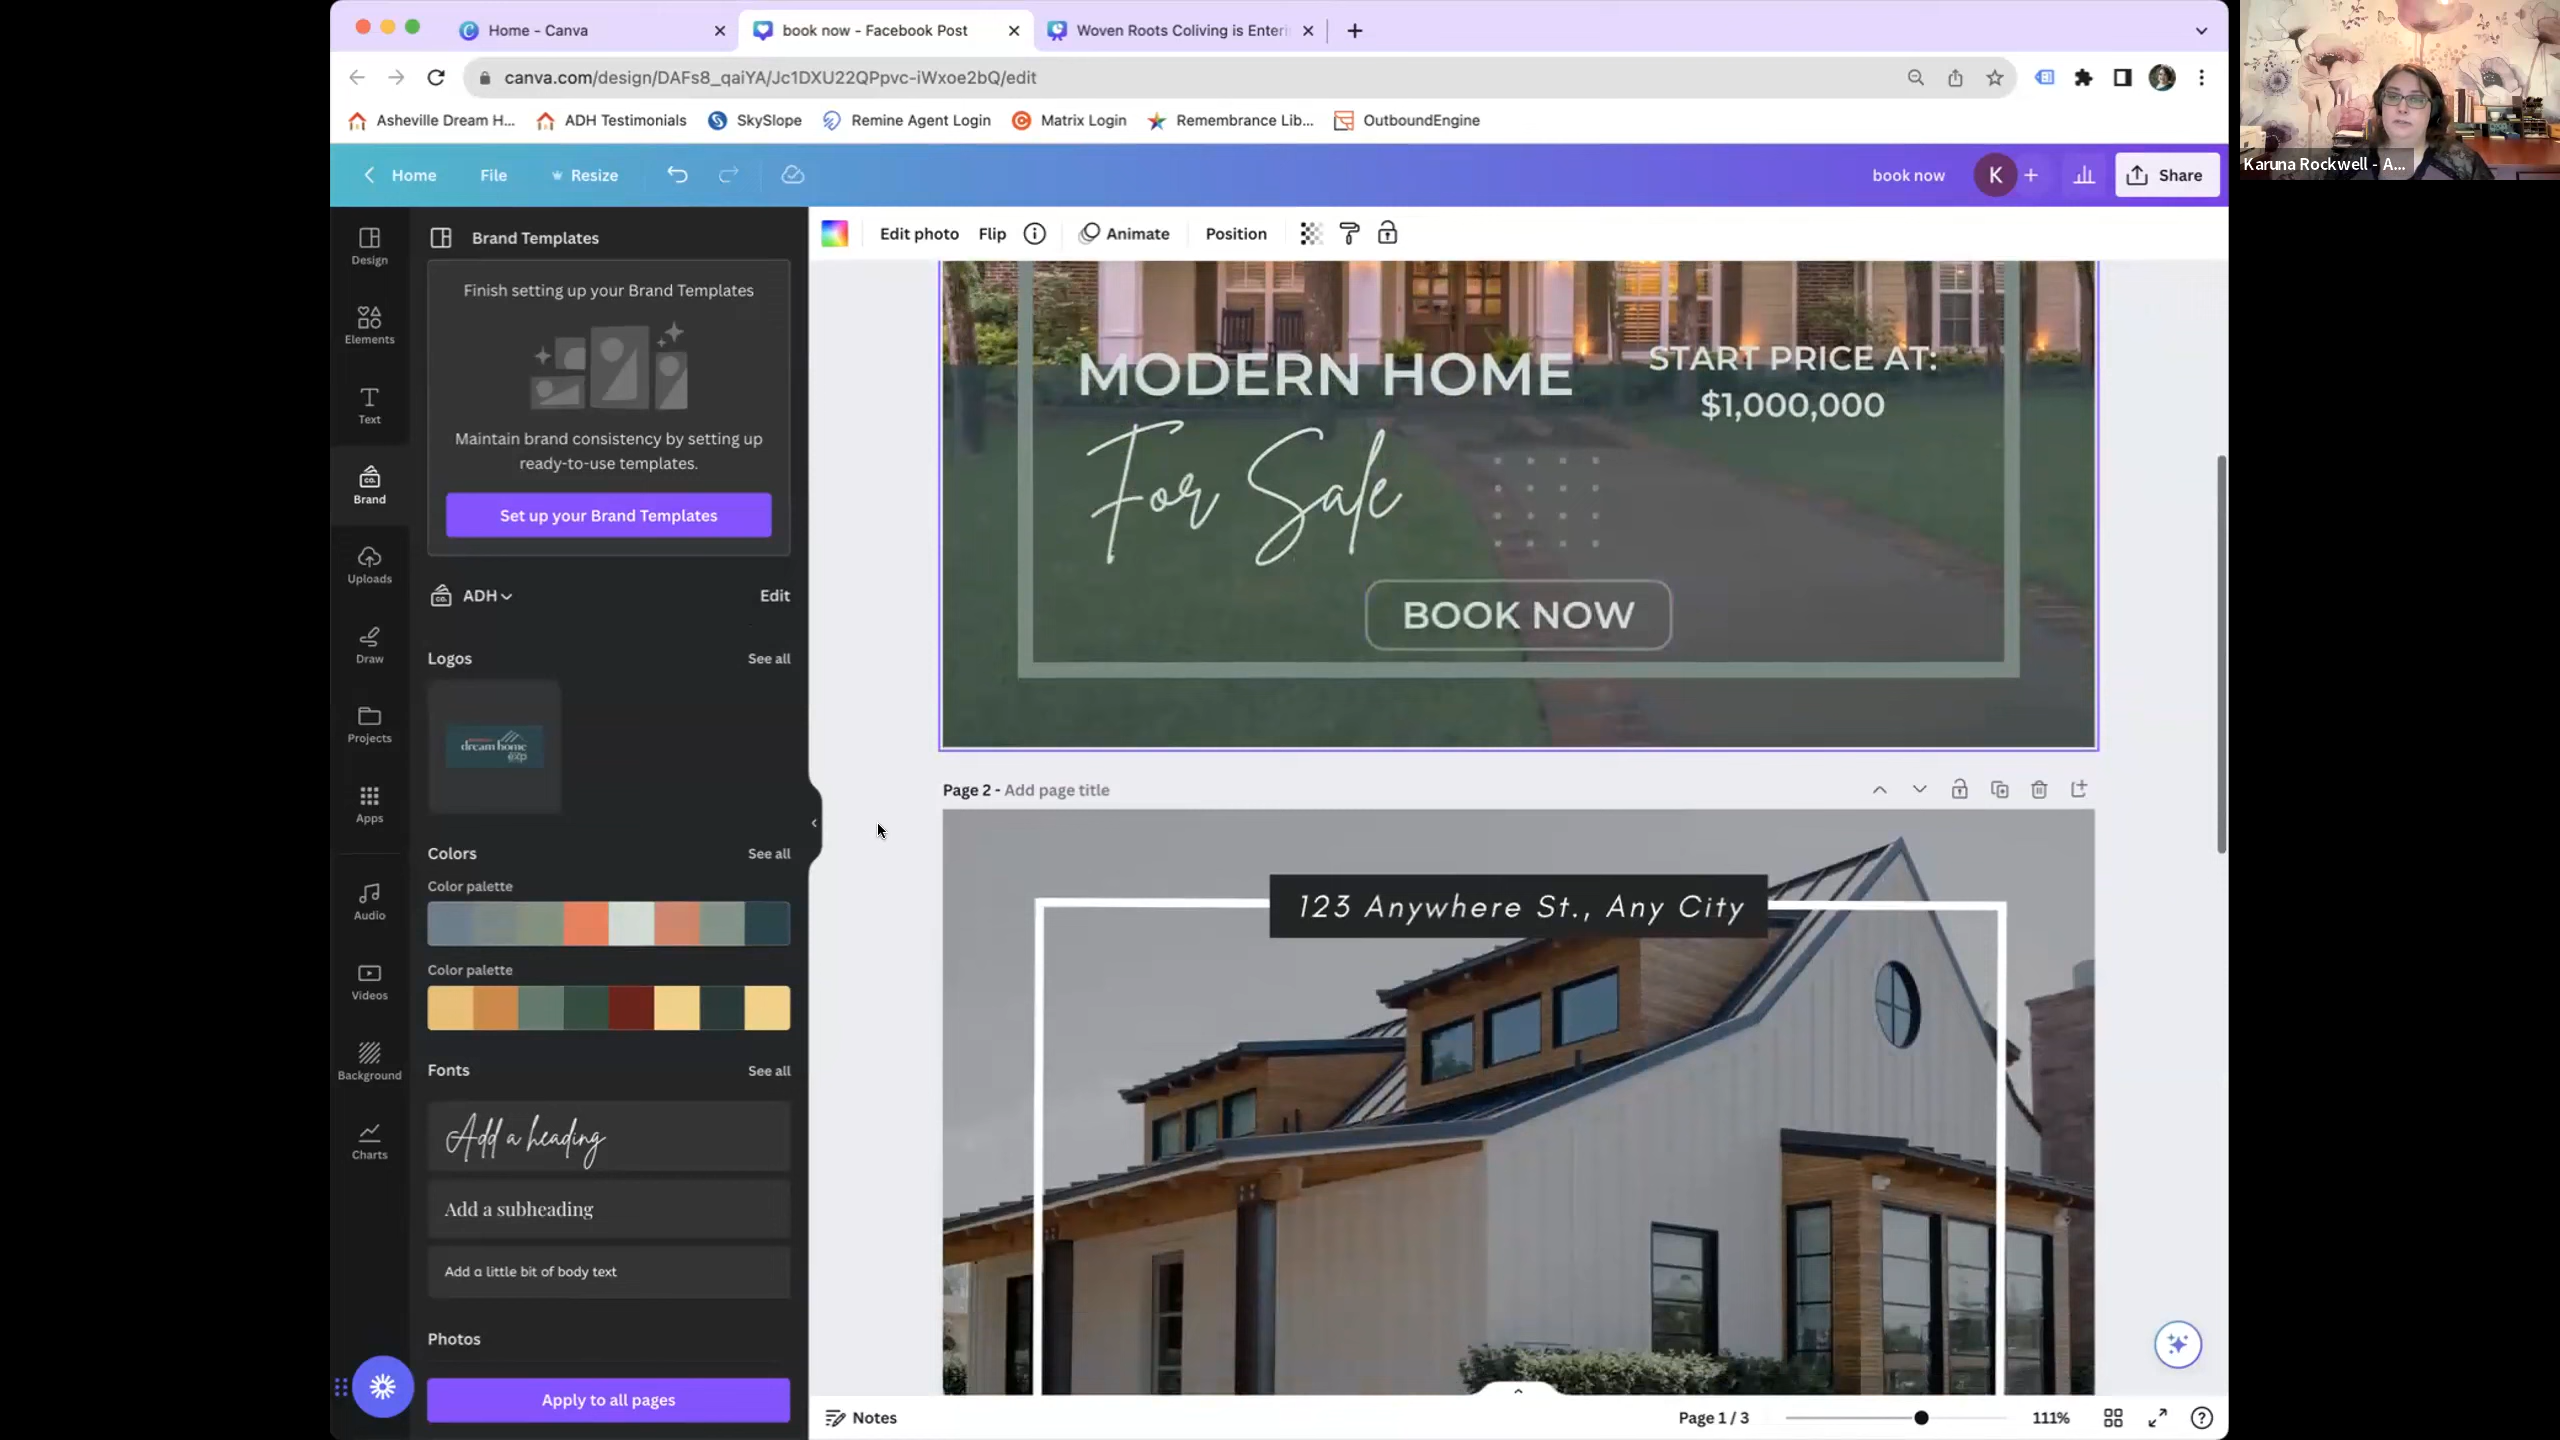 Home - Canva
book now - Facebook Post
Woven Roots Coliving is Enteri
canva.com/design/DAFs8_qaiYA/Jc1DXU22QPpvc-iWxoe2bQ/edit
Asheville Dream H...
ADH Testimonials
SkySlope
Remine Agent Login
Matrix Login
Remembrance Lib...
OutboundEngine
Karuna Rockwell - A...
Home
File
Resize
book now
K
Share
Design
Elements
Text
Brand
Uploads
Draw
Projects
Apps
Audio
Videos
Background
Charts
Brand Templates
Finish setting up your Brand Templates
Maintain brand consistency by setting up
ready-to-use templates.
Set up your Brand Templates
ADH
Edit
Logos
See all
dream home
exp
Colors
See all
Color palette
Color palette
Fonts
See all
Add a heading
Add a subheading
Add a little bit of body text
Photos
Apply to all pages
Edit photo
Flip
Animate
Position
MODERN HOME
For Sale
START PRICE AT:
$1,000,000
BOOK NOW
Page 2 - Add page title
123 Anywhere St., Any City
Notes
Page 1 / 3
111%